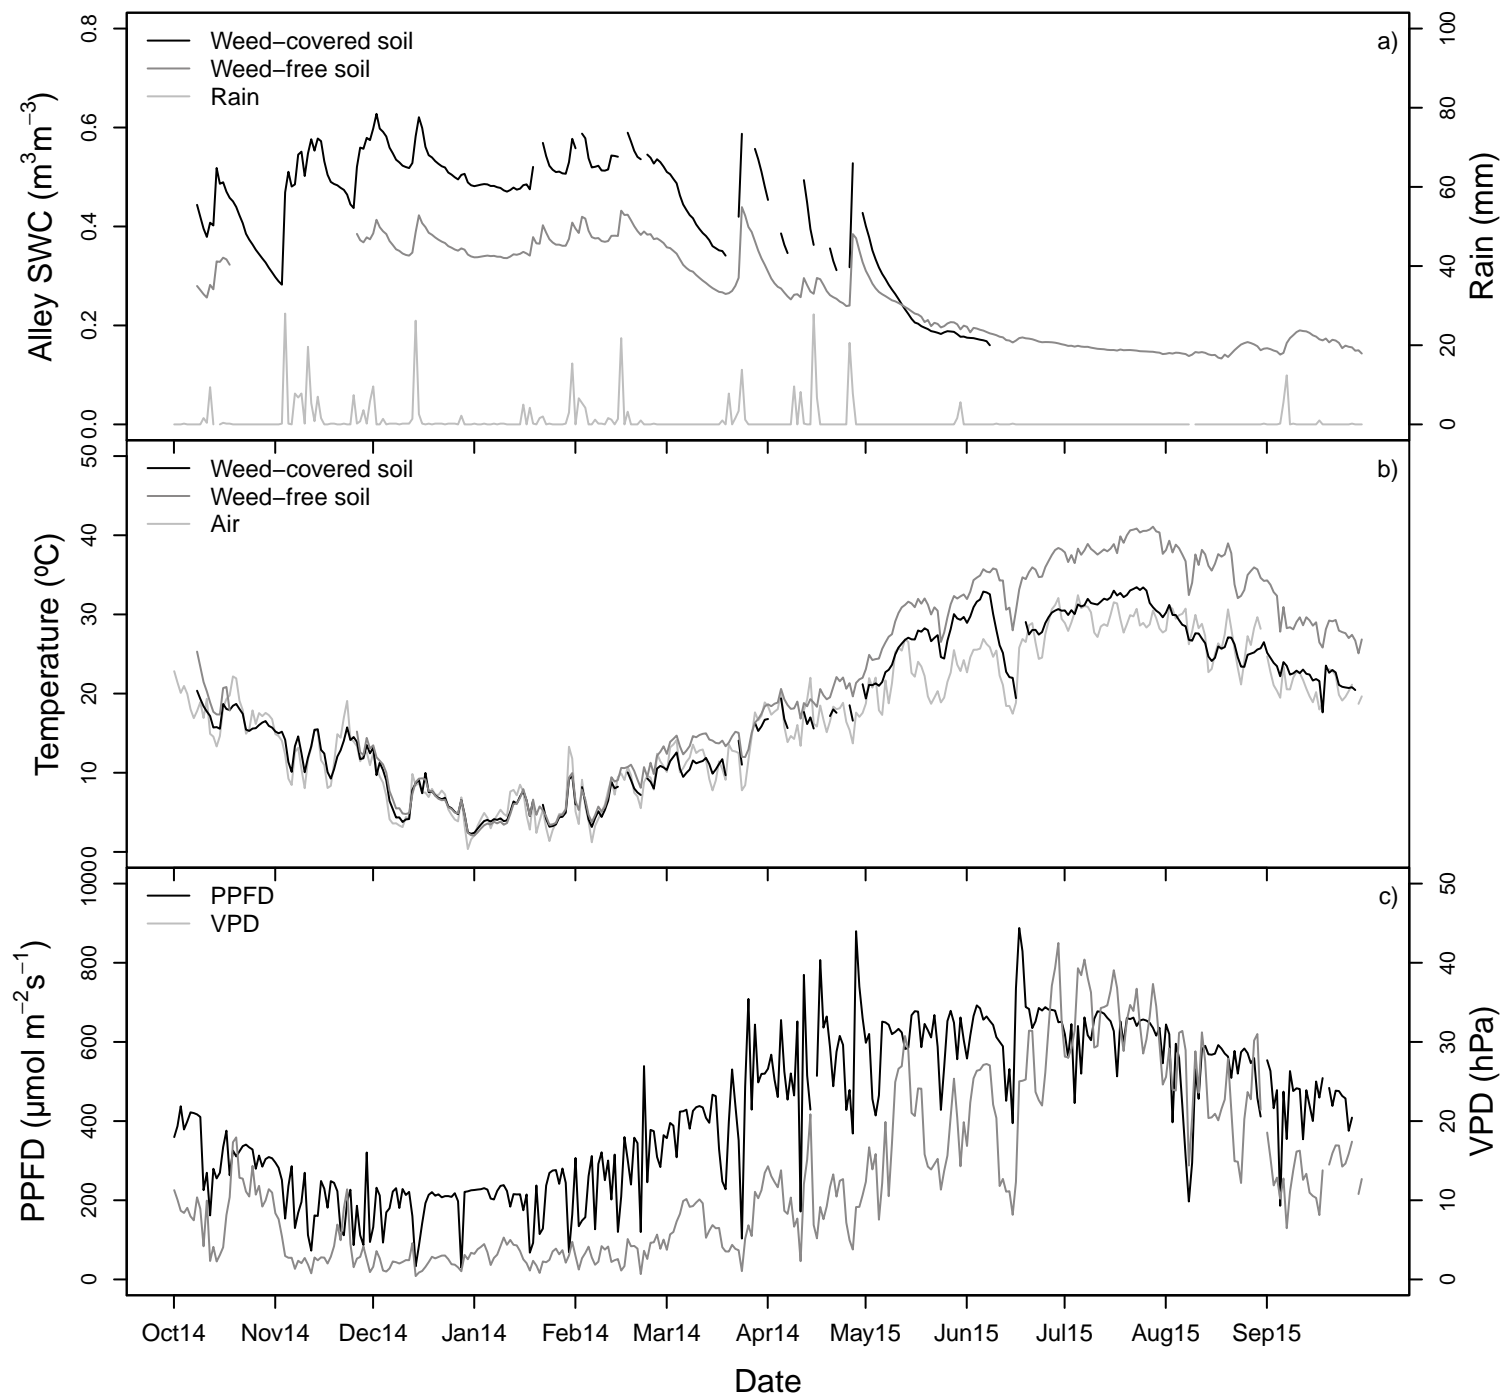 a)
Weed−covered soil
Weed−free soil
Rain
Alley SWC (m³m⁻³)
0.0
0.2
0.4
0.6
0.8
Rain (mm)
0
20
40
60
80
100
b)
Weed−covered soil
Weed−free soil
Air
Temperature (ºC)
0
10
20
30
40
50
c)
PPFD
VPD
PPFD (µmol m⁻²s⁻¹)
0
200
400
600
800
1000
VPD (hPa)
0
10
20
30
40
50
Oct14 Nov14 Dec14 Jan14 Feb14 Mar14 Apr14 May15 Jun15 Jul15 Aug15 Sep15
Date